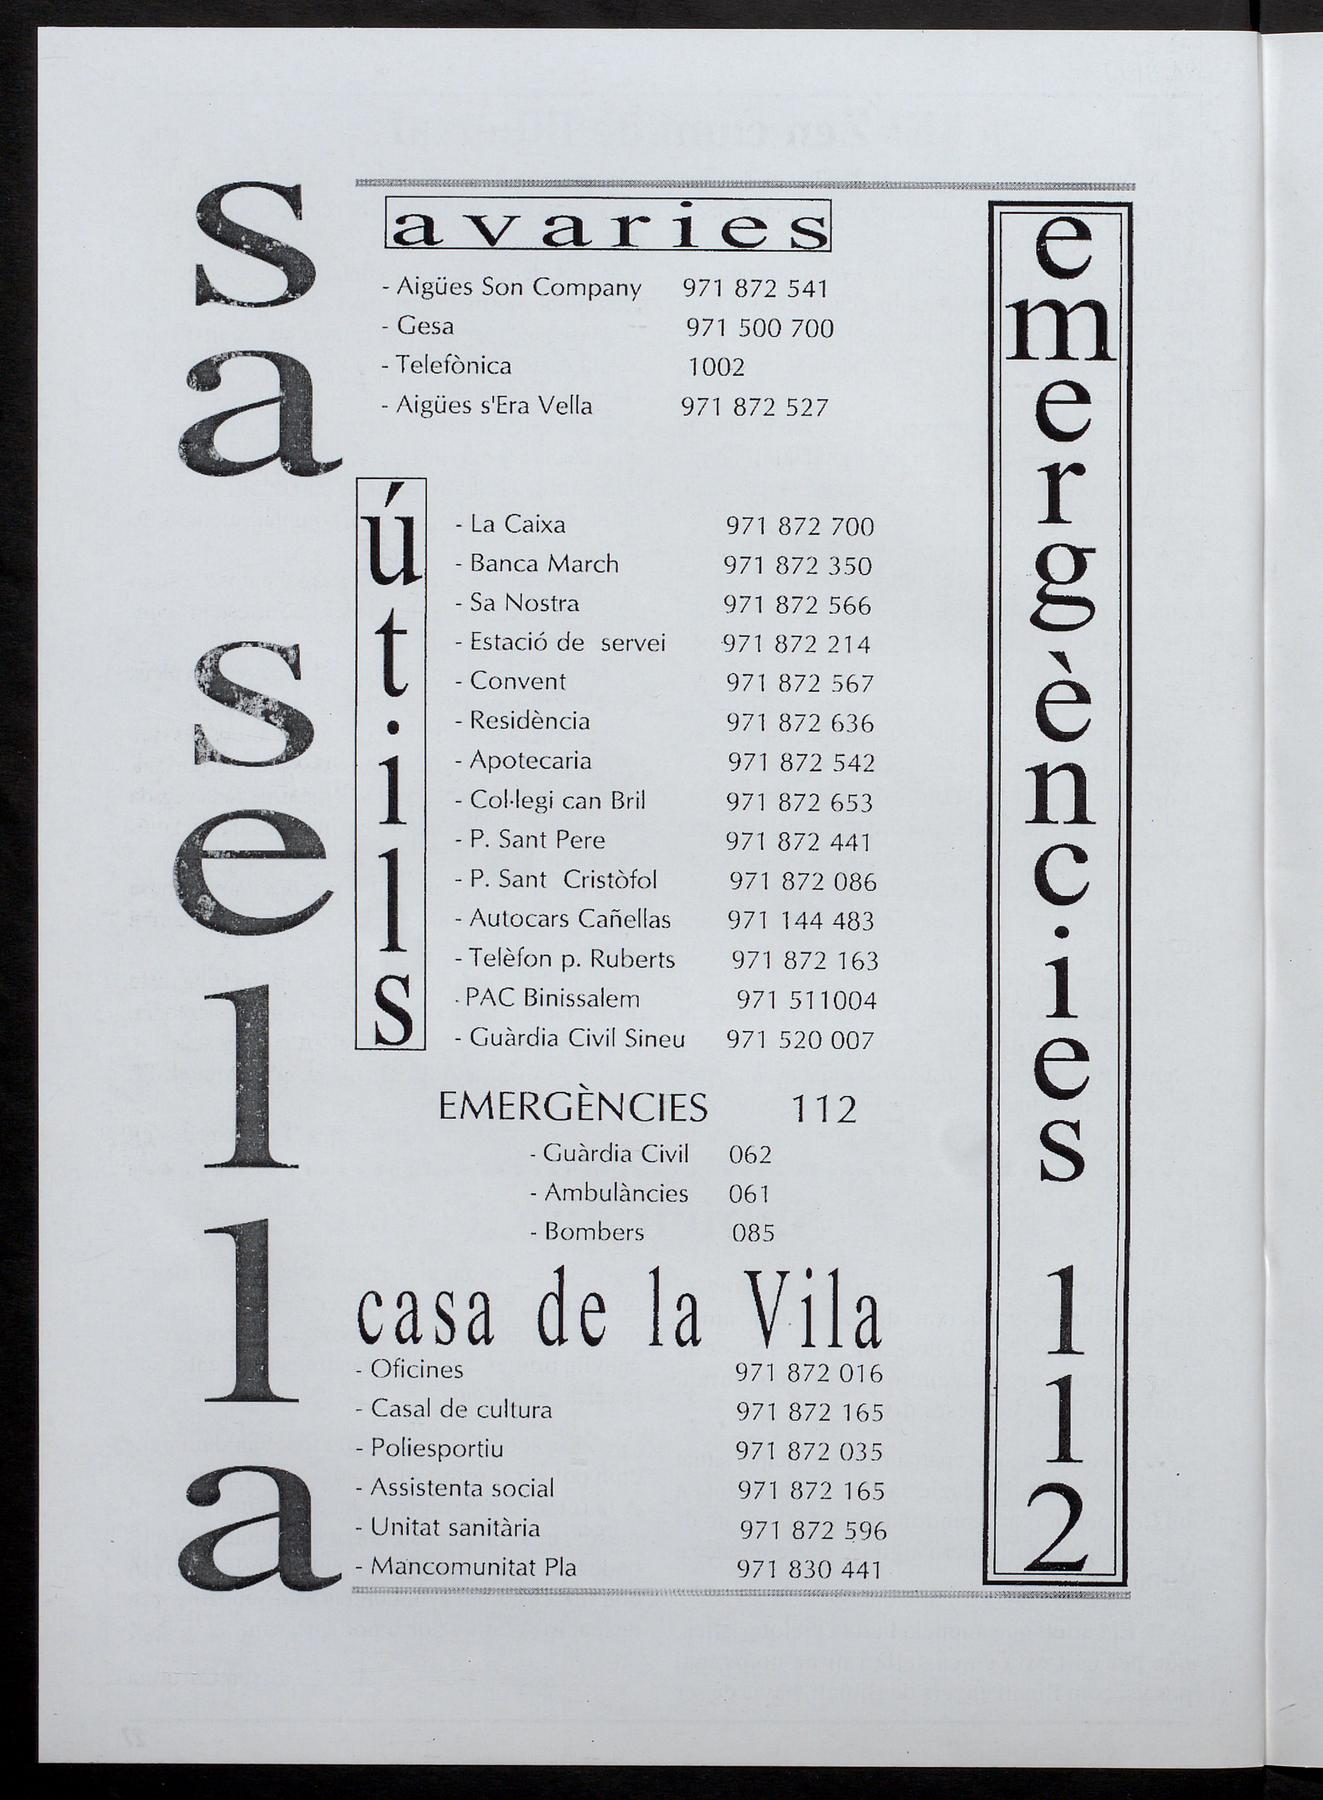 sa sella
avaries
- Aigües Son Company 971 872 541
- Gesa 971 500 700
- Telefònica 1002
- Aigües s'Era Vella 971 872 527
útils
- La Caixa 971 872 700
- Banca March 971 872 350
- Sa Nostra 971 872 566
- Estació de servei 971 872 214
- Convent 971 872 567
- Residència 971 872 636
- Apotecaria 971 872 542
- Col·legi can Bril 971 872 653
- P. Sant Pere 971 872 441
- P. Sant Cristòfol 971 872 086
- Autocars Cañellas 971 144 483
- Telèfon p. Ruberts 971 872 163
- PAC Binissalem 971 511004
- Guàrdia Civil Sineu 971 520 007
EMERGÈNCIES 112
- Guàrdia Civil 062
- Ambulàncies 061
- Bombers 085
casa de la Vila
- Oficines 971 872 016
- Casal de cultura 971 872 165
- Poliesportiu 971 872 035
- Assistenta social 971 872 165
- Unitat sanitària 971 872 596
- Mancomunitat Pla 971 830 441
emergències 112